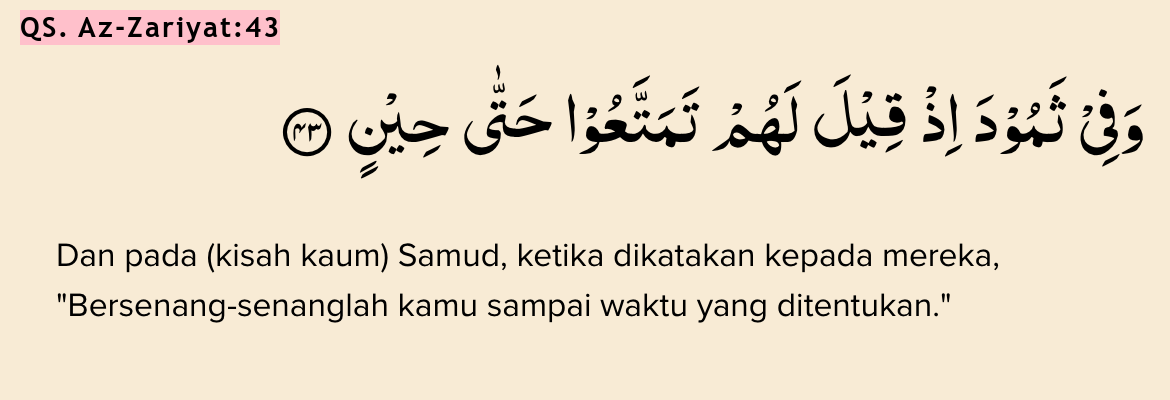 QS. Az-Zariyat:43
وَفِيْ ثَمُوْدَ اِذْ قِيْلَ لَهُمْ تَمَتَّعُوْا حَتّٰى حِيْنٍ ٤٣
Dan pada (kisah kaum) Samud, ketika dikatakan kepada mereka,
"Bersenang-senanglah kamu sampai waktu yang ditentukan."